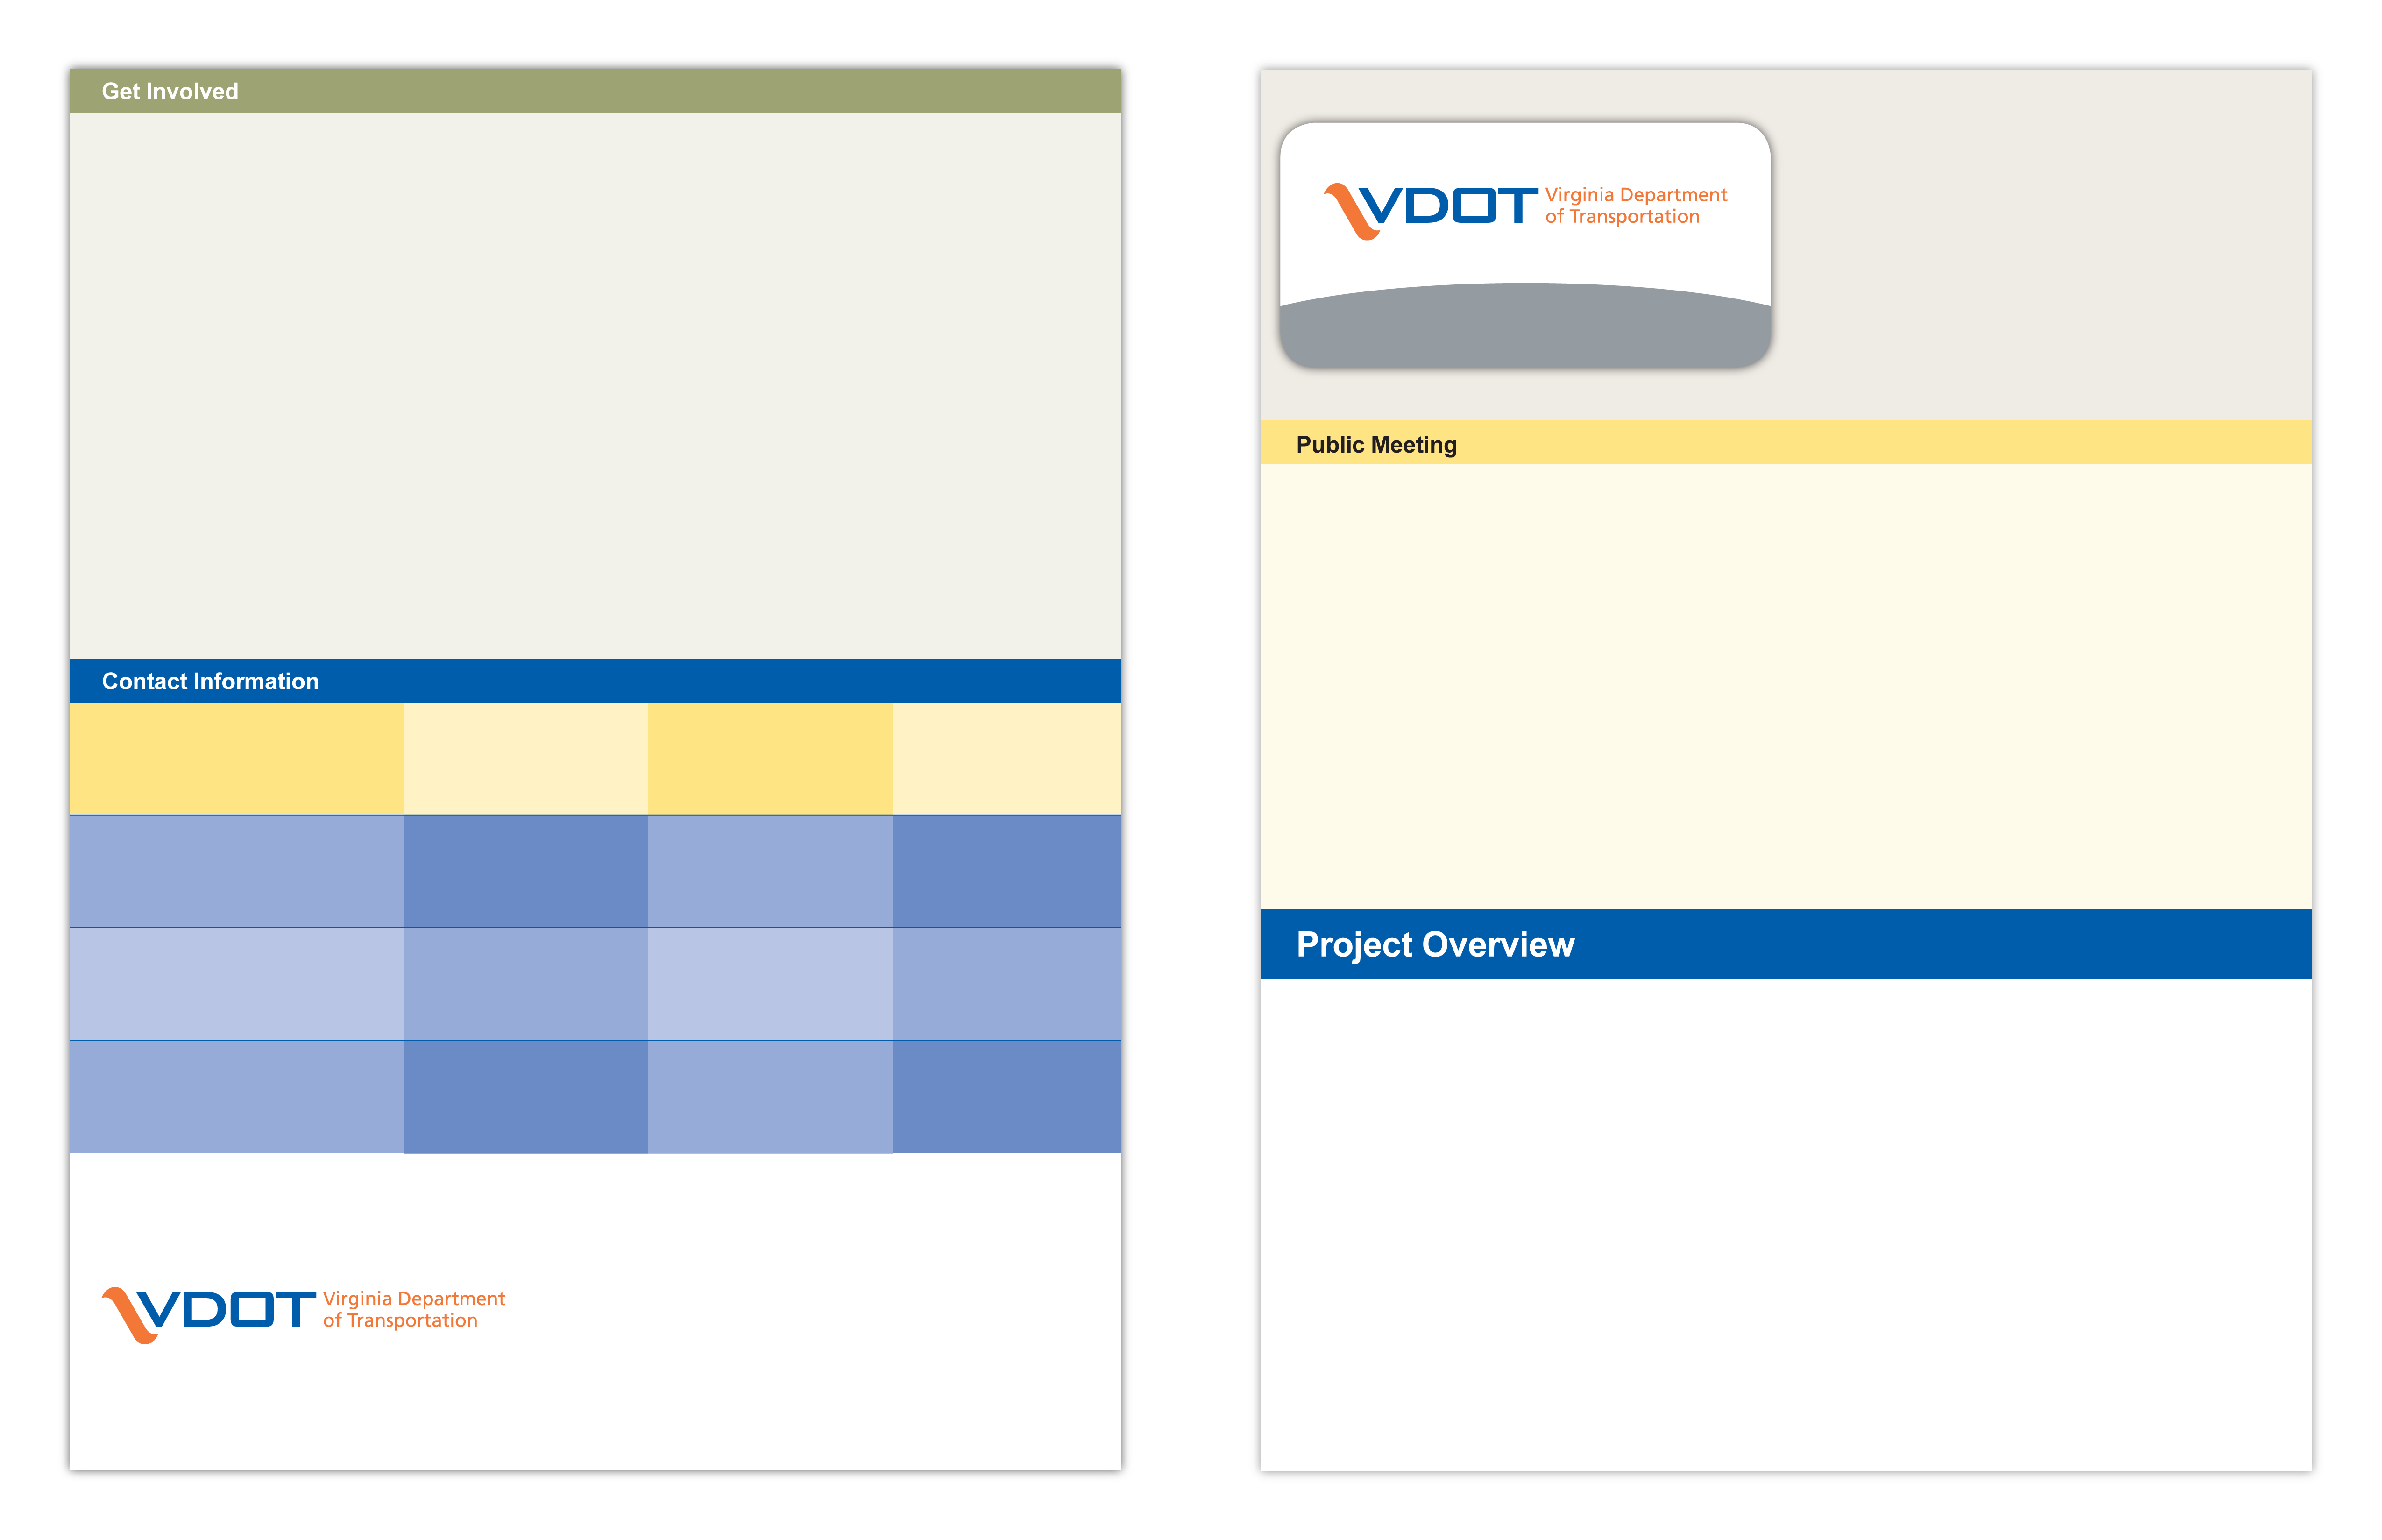 Get Involved
Contact Information
VDOT Virginia Department
of Transportation
VDOT Virginia Department
of Transportation
Public Meeting
Project Overview